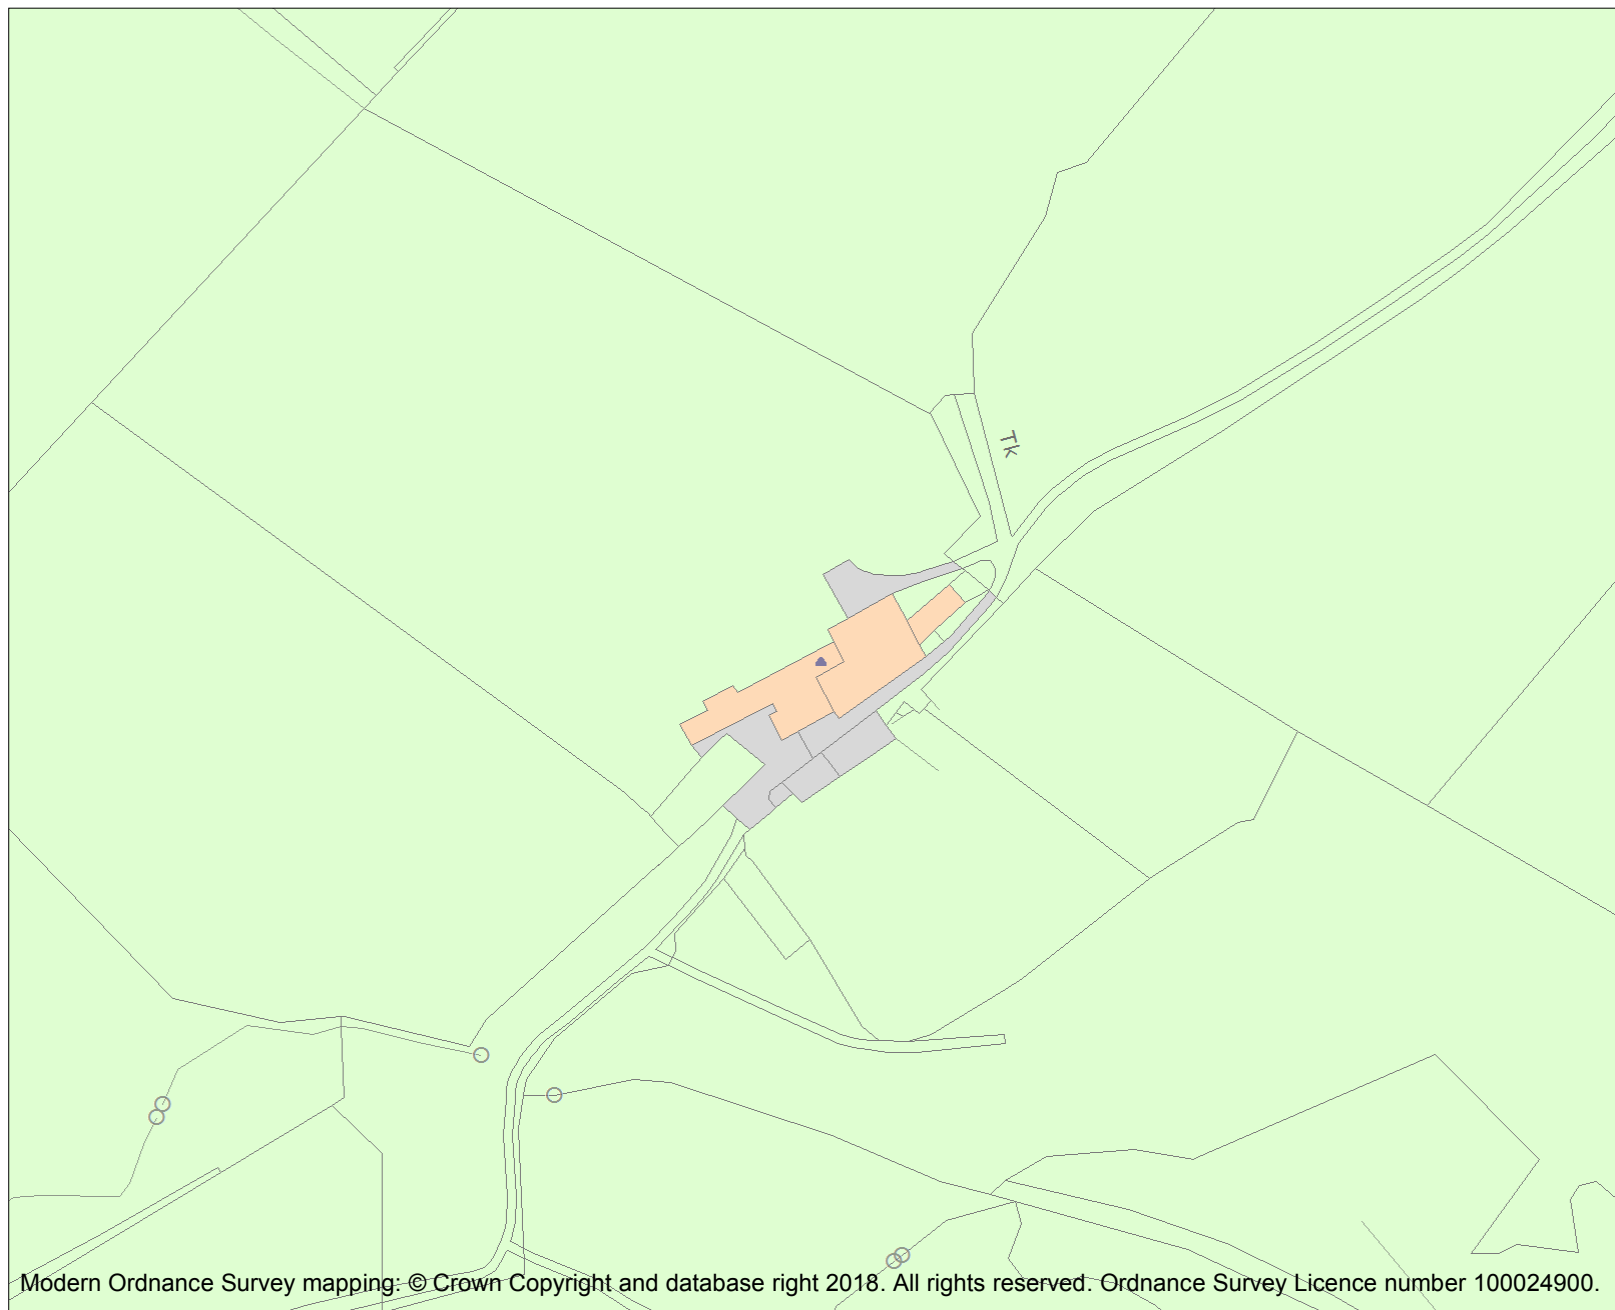 Tk
Modern Ordnance Survey mapping: © Crown Copyright and database right 2018. All rights reserved. Ordnance Survey Licence number 100024900.